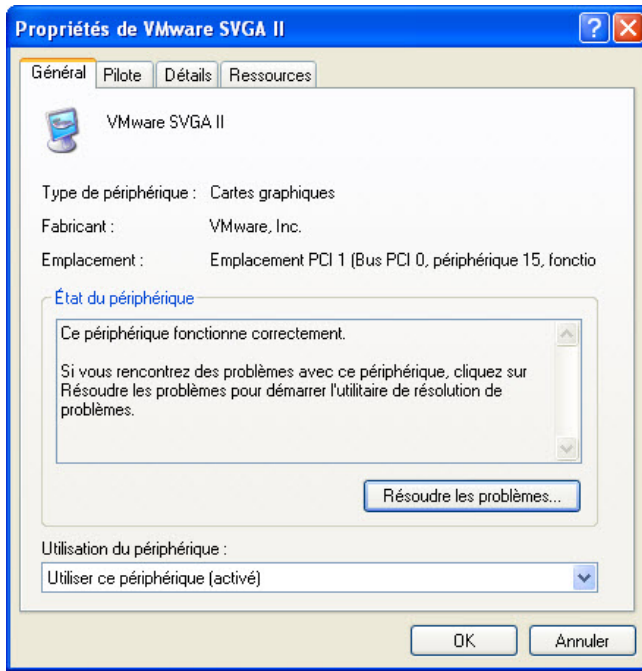 Propriétés de VMware SVGA II
Général Pilote Détails Ressources
VMware SVGA II
Type de périphérique : Cartes graphiques
Fabricant : VMware, Inc.
Emplacement : Emplacement PCI 1 (Bus PCI 0, périphérique 15, fonctio
État du périphérique
Ce périphérique fonctionne correctement.
Si vous rencontrez des problèmes avec ce périphérique, cliquez sur
Résoudre les problèmes pour démarrer l'utilitaire de résolution de
problèmes.
Résoudre les problèmes...
Utilisation du périphérique :
Utiliser ce périphérique (activé)
OK Annuler